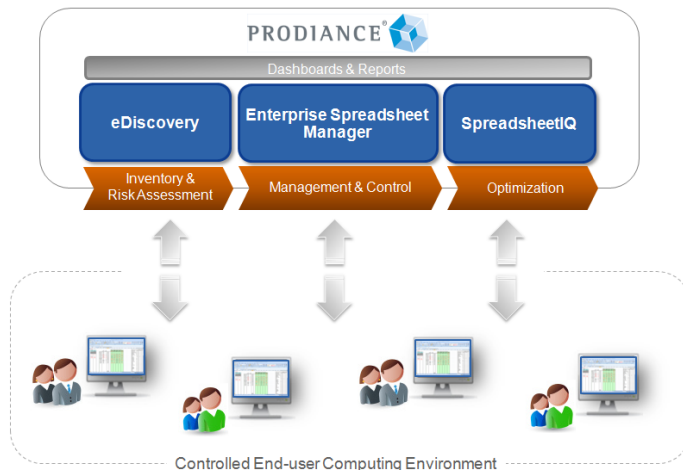 PRODIANCE®
Dashboards & Reports
eDiscovery
Enterprise Spreadsheet
Manager
SpreadsheetIQ
Inventory &
Risk Assessment
Management & Control
Optimization
Controlled End-user Computing Environment